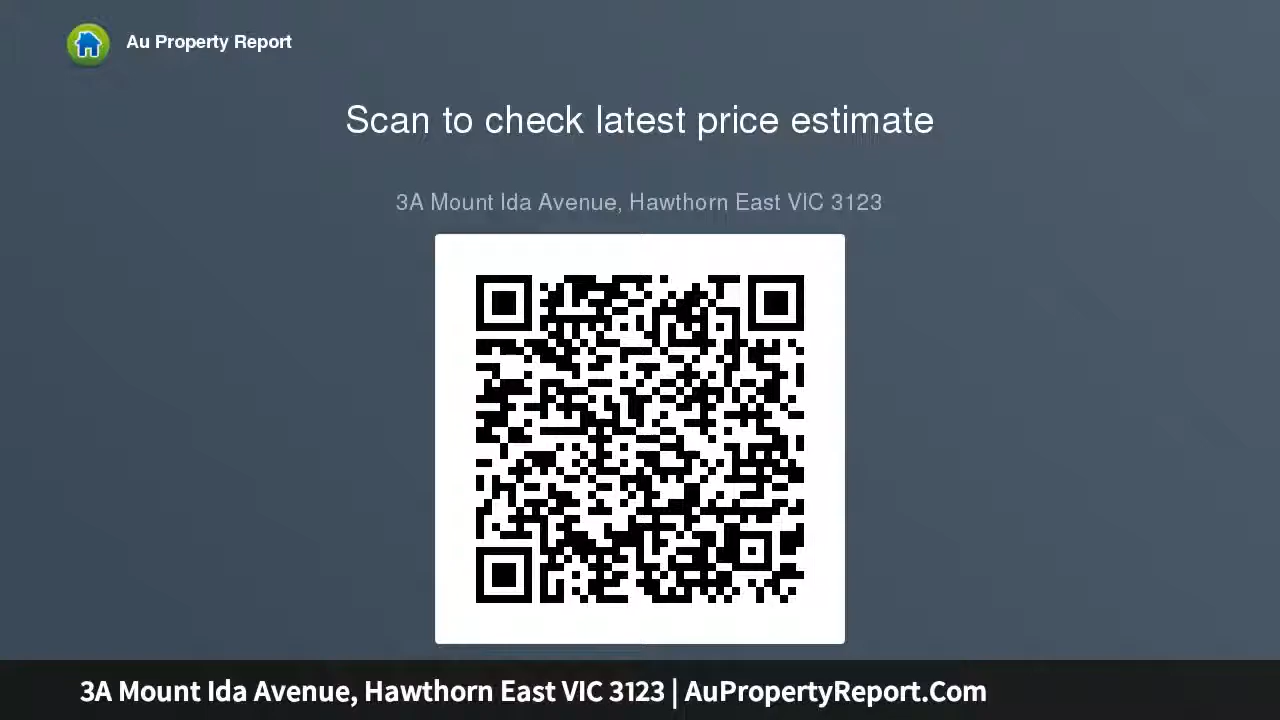 Au Property Report
Scan to check latest price estimate
3A Mount Ida Avenue, Hawthorn East VIC 3123
3A Mount Ida Avenue, Hawthorn East VIC 3123 | AuPropertyReport.Com